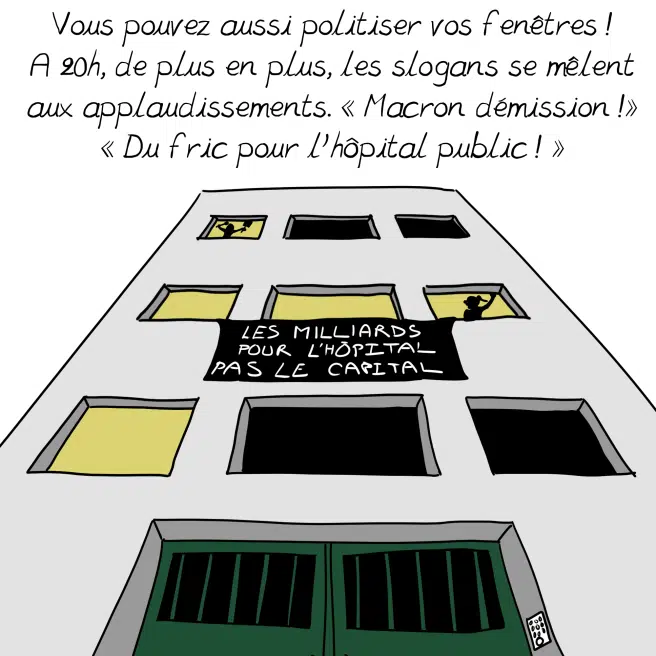 Vous pouvez aussi politiser vos fenêtres !
A 20h, de plus en plus, les slogans se mêlent
aux applaudissements. « Macron démission !»
« Du fric pour l'hôpital public ! »
LES MILLIARDS
POUR L'HÔPITAL
PAS LE CAPITAL